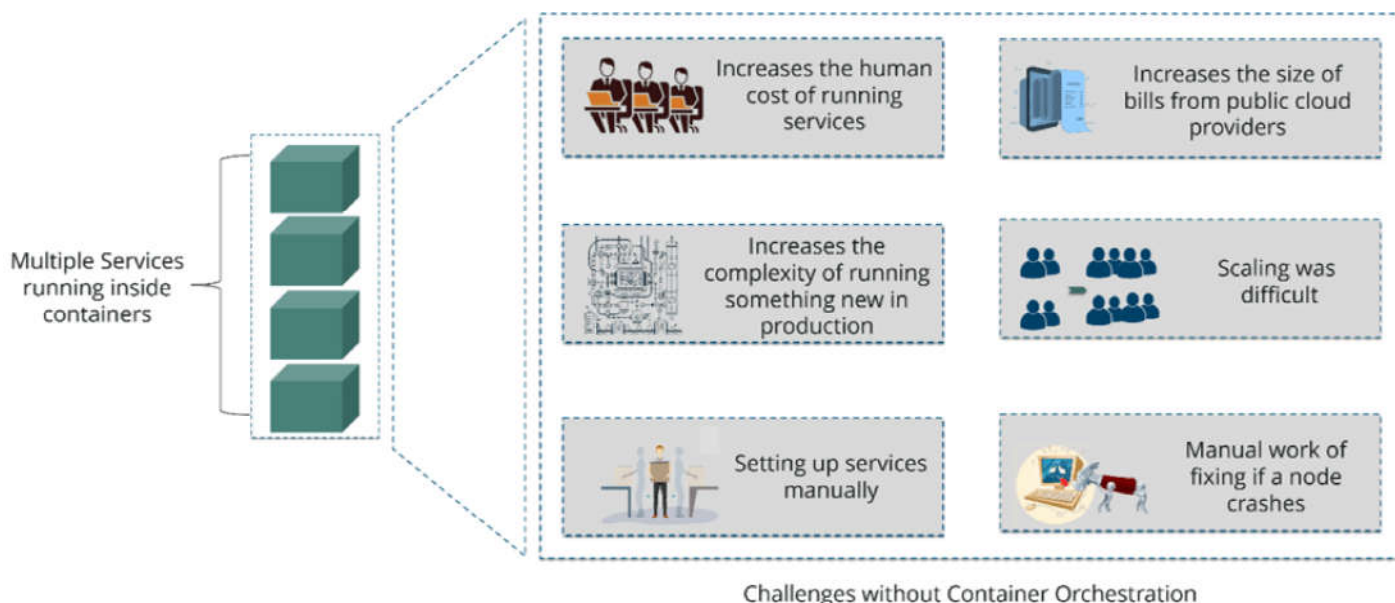 Multiple Services
running inside
containers
Increases the human
cost of running
services
Increases the size of
bills from public cloud
providers
Increases the
complexity of running
something new in
production
Scaling was
difficult
Setting up services
manually
Manual work of
fixing if a node
crashes
Challenges without Container Orchestration